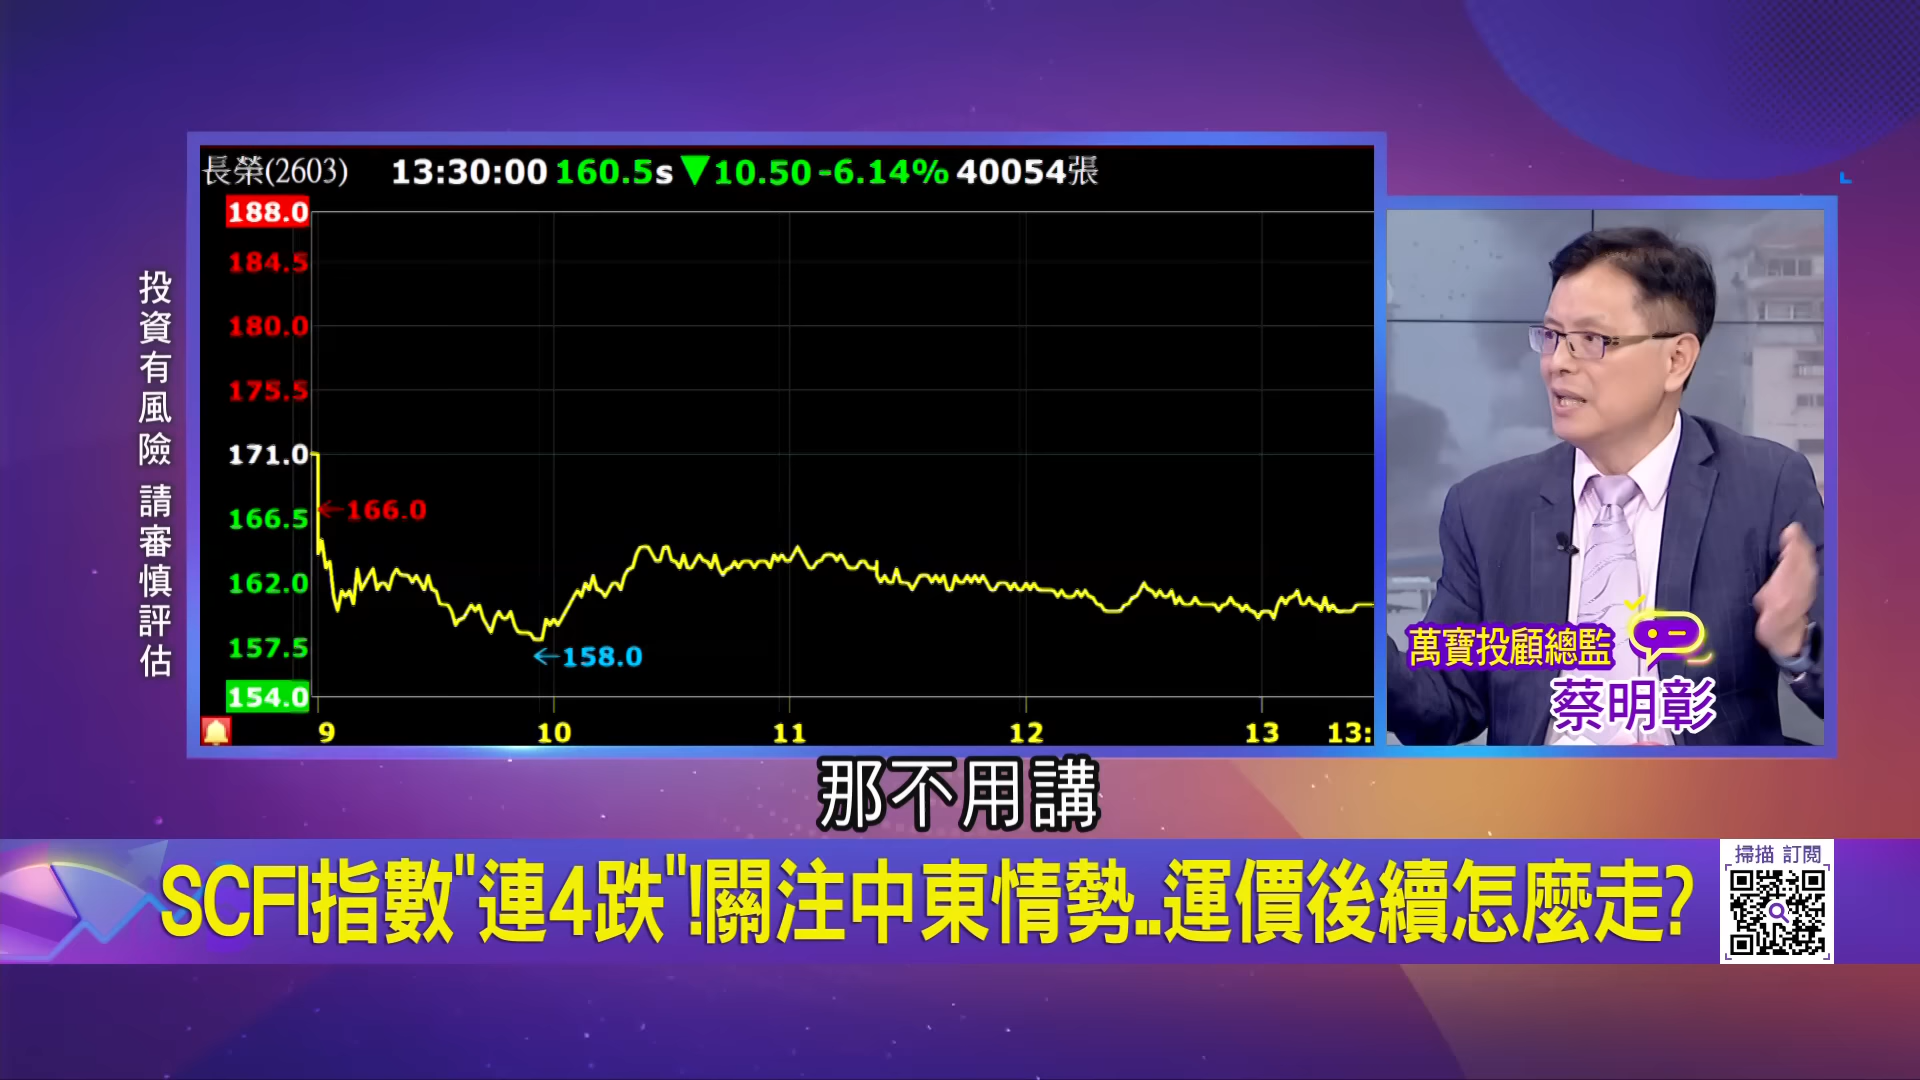 長榮(2603) 13:30:00 160.5s ▼10.50 -6.14% 40054張
188.0
184.5
180.0
175.5
171.0
166.5
162.0
157.5
154.0
←166.0
←158.0
9 10 11 12 13 13:
投資有風險 請審慎評估
萬寶投顧總監
蔡明彰
那不用講
SCFI指數"連4跌"!關注中東情勢..運價後續怎麼走?
掃描 訂閱